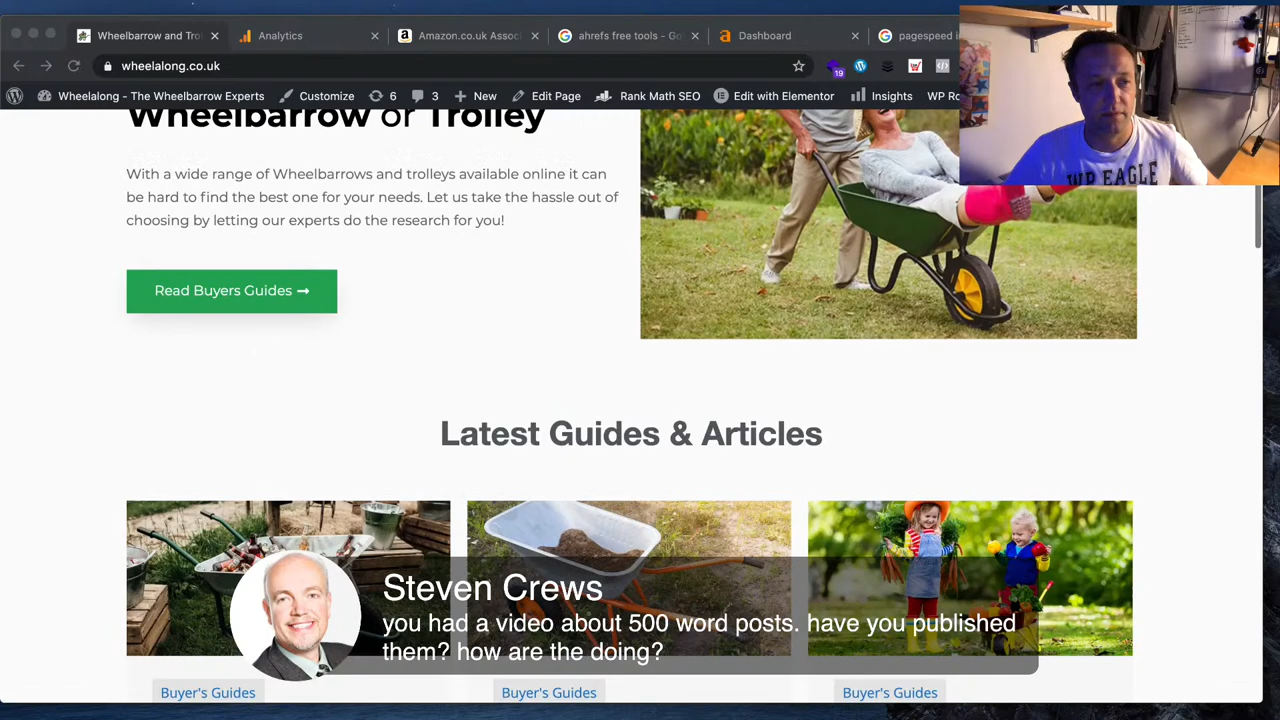 Wheelbarrow and Tro
Analytics
Amazon.co.uk Associ
ahrefs free tools - Go
Dashboard
pagespeed i
wheelalong.co.uk
19
Wheelalong - The Wheelbarrow Experts
Customize
6
3
New
Edit Page
Rank Math SEO
Edit with Elementor
Insights
WP Ro
WP EAGLE
Wheelbarrow or Trolley
With a wide range of Wheelbarrows and trolleys available online it can
be hard to find the best one for your needs. Let us take the hassle out of
choosing by letting our experts do the research for you!
Read Buyers Guides
Latest Guides & Articles
Steven Crews
you had a video about 500 word posts. have you published
them? how are the doing?
Buyer's Guides
Buyer's Guides
Buyer's Guides